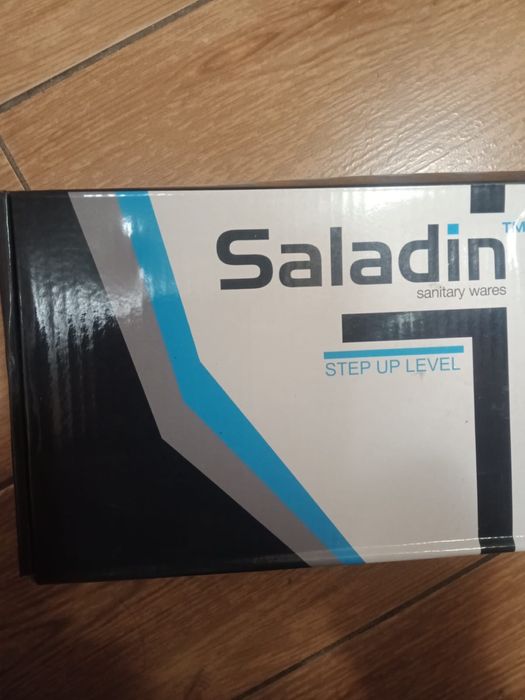 Saladin™
sanitary wares
STEP UP LEVEL